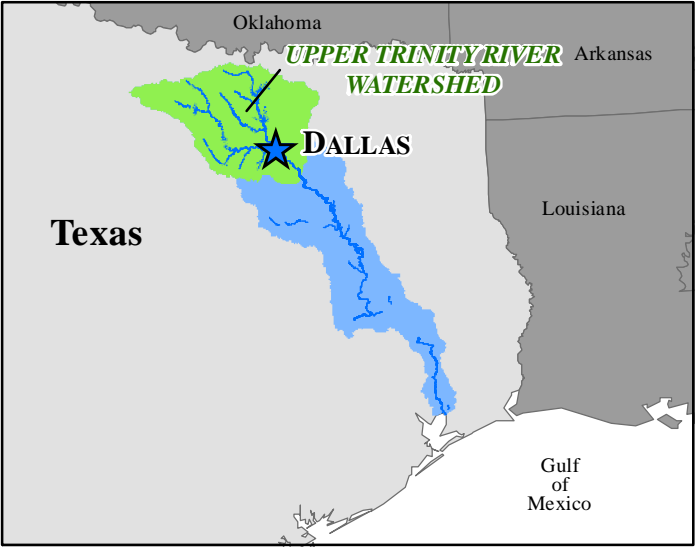 Oklahoma
UPPER TRINITY RIVER
WATERSHED
Arkansas
DALLAS
Louisiana
Texas
Gulf
of
Mexico